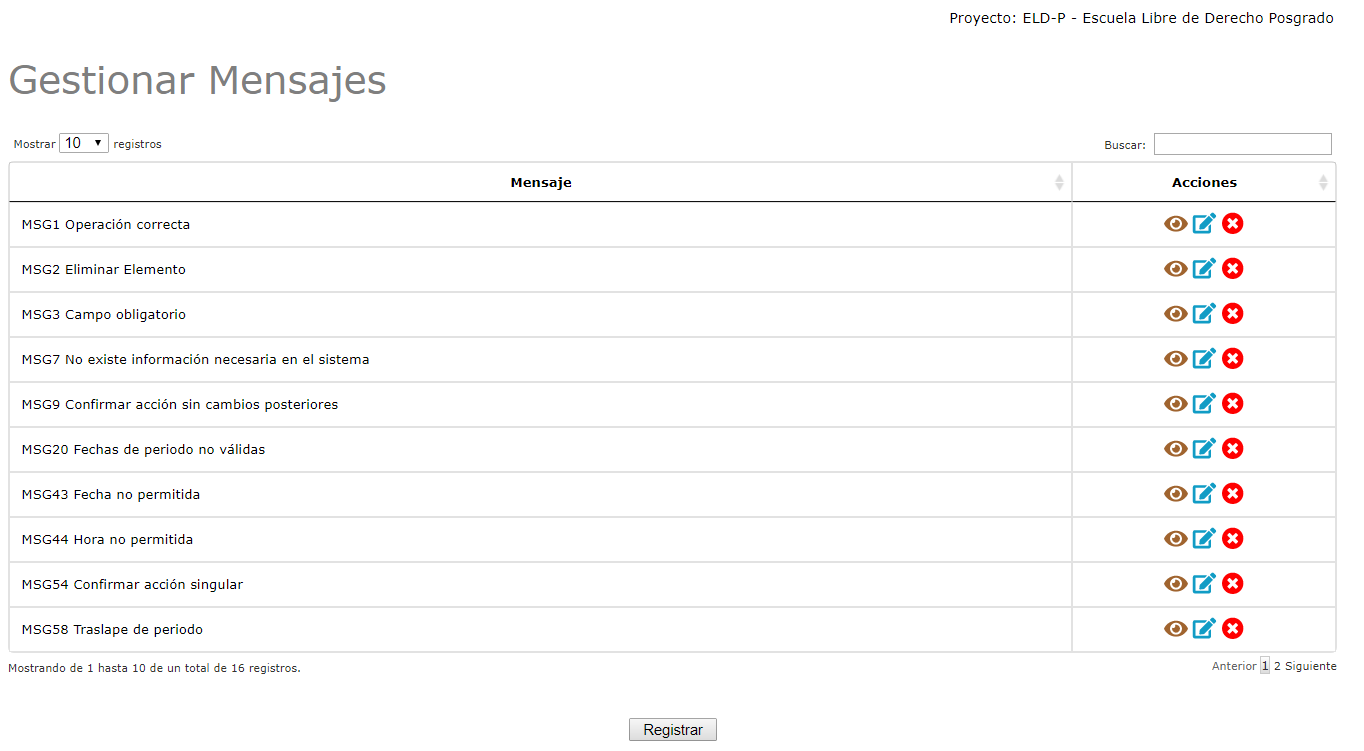 Proyecto: ELD-P - Escuela Libre de Derecho Posgrado
Gestionar Mensajes
Mostrar 10 registros Buscar:
Mensaje Acciones
MSG1 Operación correcta
MSG2 Eliminar Elemento
MSG3 Campo obligatorio
MSG7 No existe información necesaria en el sistema
MSG9 Confirmar acción sin cambios posteriores
MSG20 Fechas de periodo no válidas
MSG43 Fecha no permitida
MSG44 Hora no permitida
MSG54 Confirmar acción singular
MSG58 Traslape de periodo
Mostrando de 1 hasta 10 de un total de 16 registros. Anterior 1 2 Siguiente
Registrar